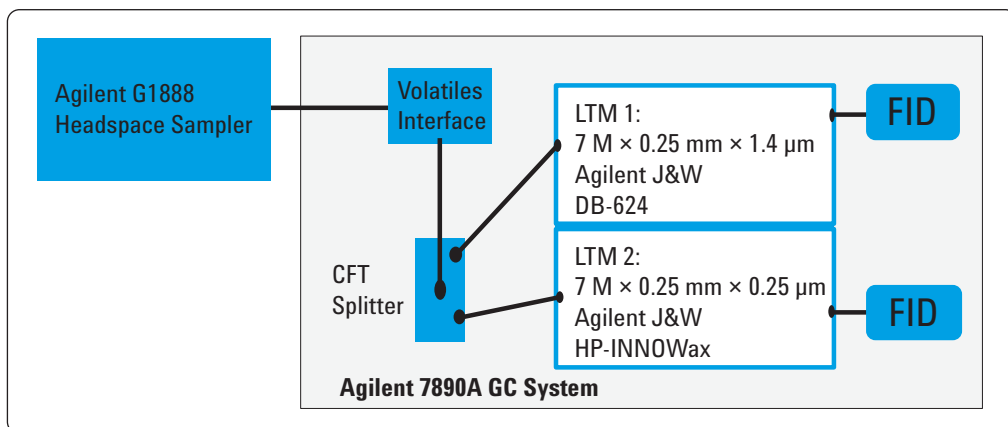 Agilent G1888
Headspace Sampler
Volatiles
Interface
CFT
Splitter
LTM 1:
7 M × 0.25 mm × 1.4 µm
Agilent J&W
DB-624
FID
LTM 2:
7 M × 0.25 mm × 0.25 µm
Agilent J&W
HP-INNOWax
FID
Agilent 7890A GC System